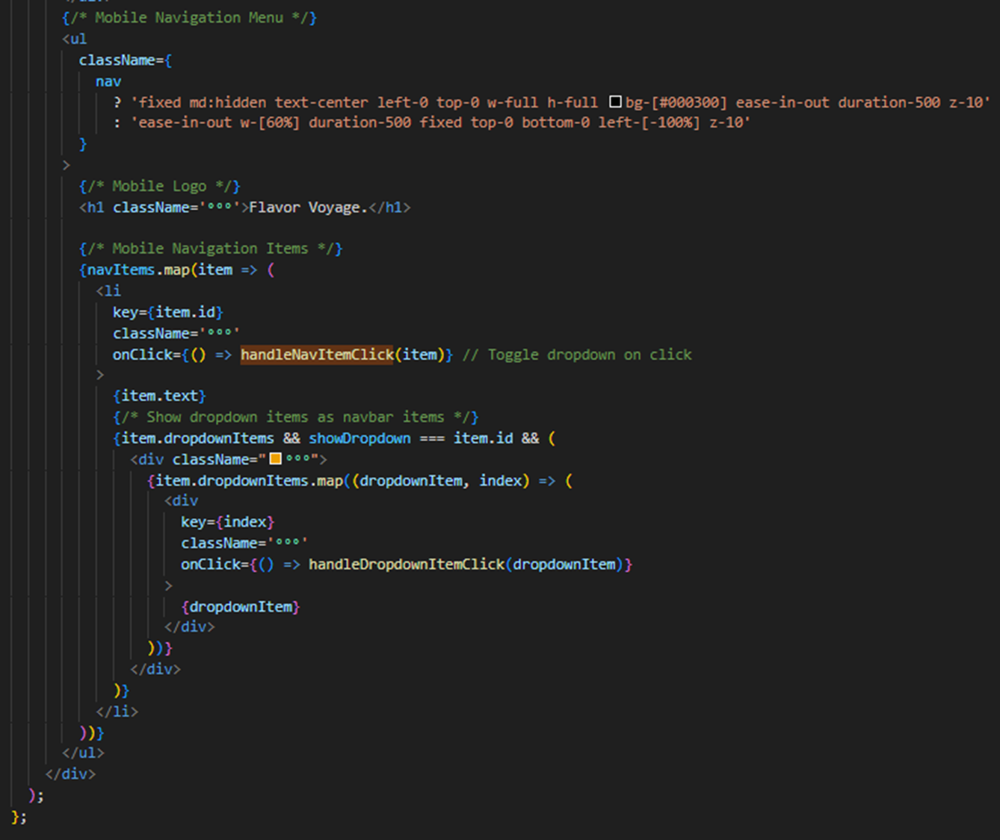 </div>
{/* Mobile Navigation Menu */}
<ul
className={
nav
? 'fixed md:hidden text-center left-0 top-0 w-full h-full bg-[#000300] ease-in-out duration-500 z-10'
: 'ease-in-out w-[60%] duration-500 fixed top-0 bottom-0 left-[-100%] z-10'
}
>
{/* Mobile Logo */}
<h1 className='°°°'>Flavor Voyage.</h1>
{/* Mobile Navigation Items */}
{navItems.map(item => (
<li
key={item.id}
className='°°°'
onClick={() => handleNavItemClick(item)} // Toggle dropdown on click
>
{item.text}
{/* Show dropdown items as navbar items */}
{item.dropdownItems && showDropdown === item.id && (
<div className="°°°">
{item.dropdownItems.map((dropdownItem, index) => (
<div
key={index}
className='°°°'
onClick={() => handleDropdownItemClick(dropdownItem)}
>
{dropdownItem}
</div>
))}
</div>
)}
</li>
))}
</ul>
</div>
);
};